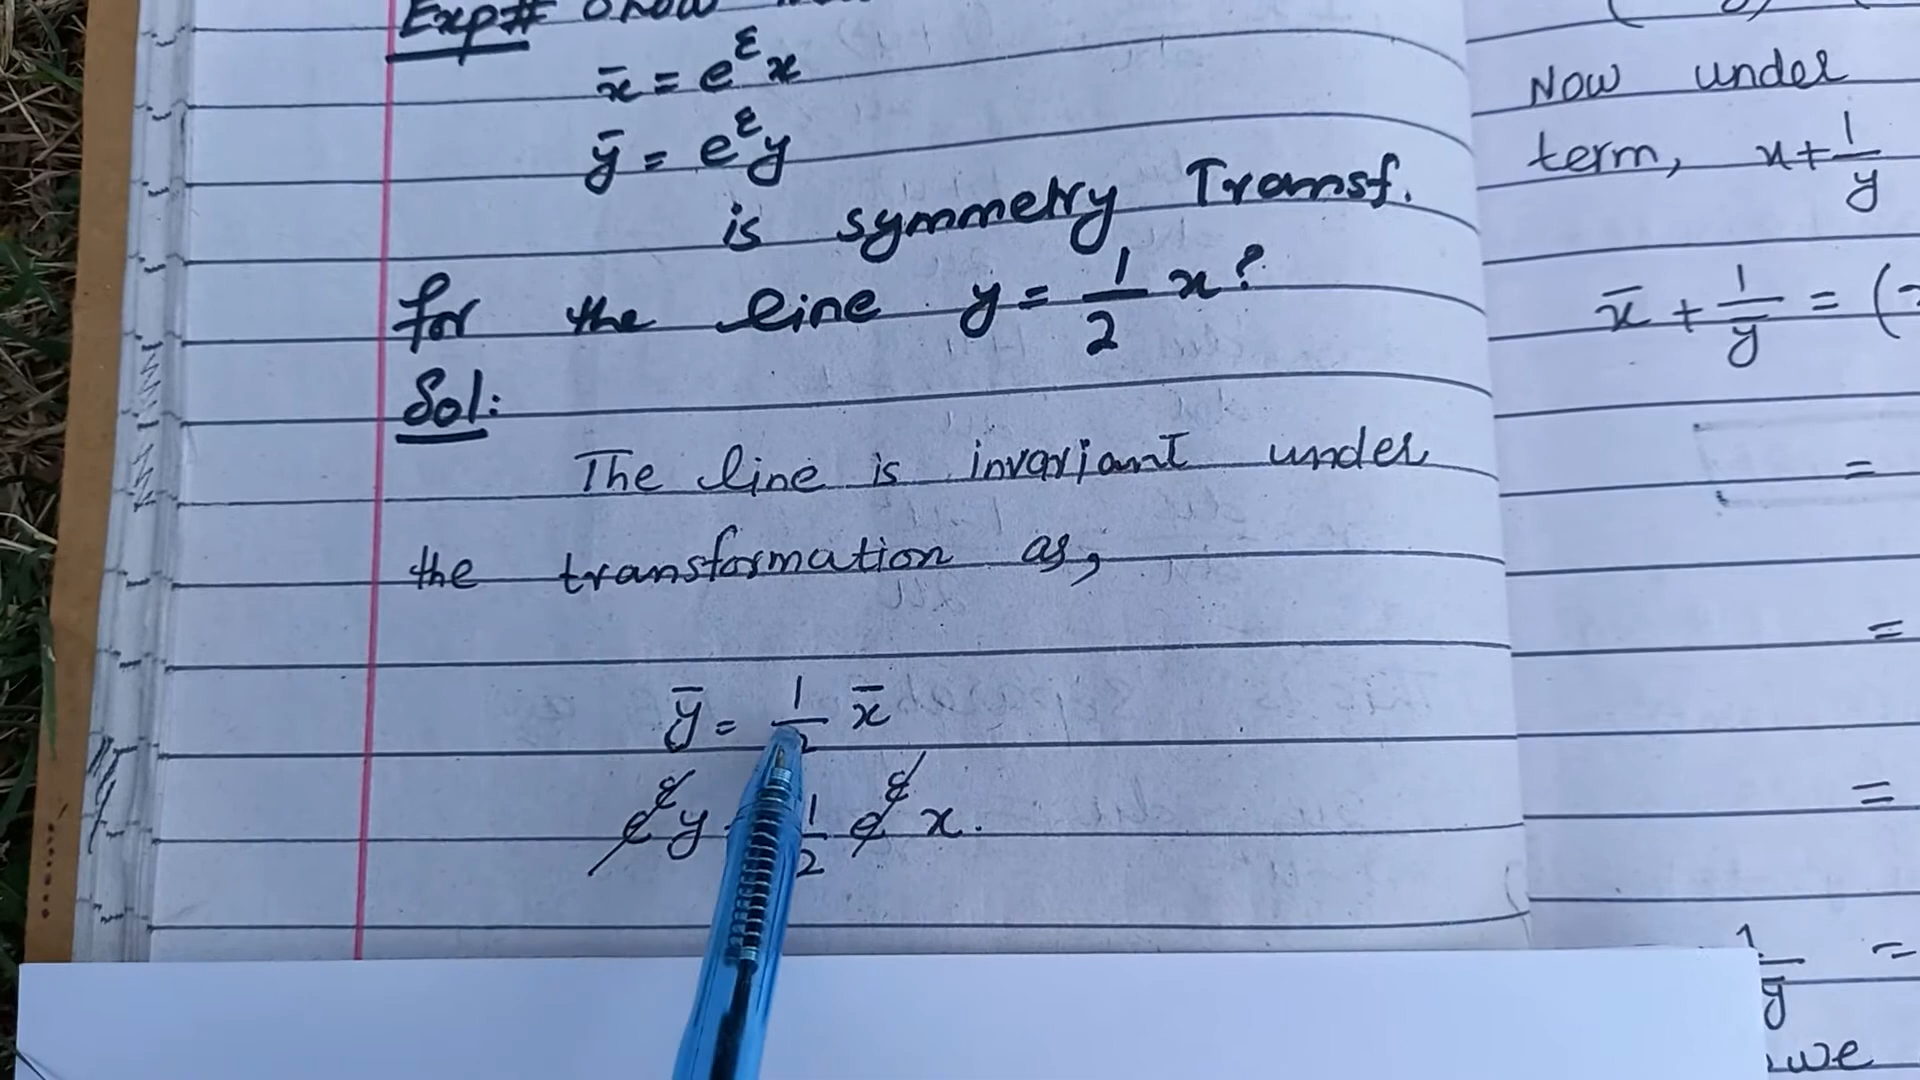 Exp# Show
x̄ = e^ε x
ȳ = e^ε y
is symmetry Transf.
for the line y = 1/2 x?
Sol:
The line is invariant under
the transformation as,
ȳ = 1/2 x̄
e^ε y 1/2 e^ε x.
Now under
term, x + 1/y
x̄ + 1/ȳ = (
=
=
=
1/ȳ =
we